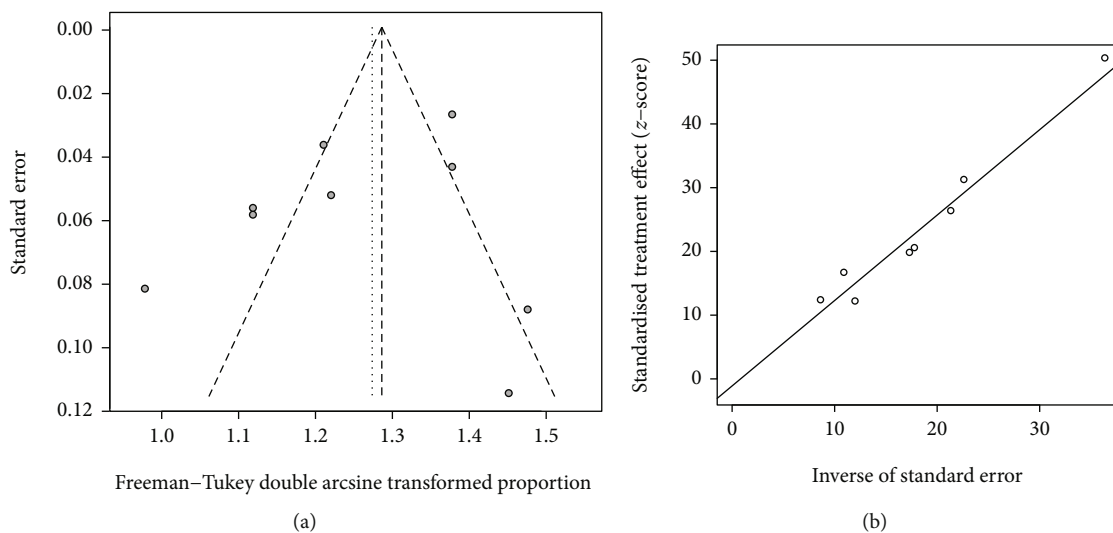 0.00
0.02
0.04
0.06
0.08
0.10
0.12
Standard error
1.0 1.1 1.2 1.3 1.4 1.5
Freeman–Tukey double arcsine transformed proportion
(a)
50
40
30
20
10
0
Standardised treatment effect (z–score)
0 10 20 30
Inverse of standard error
(b)